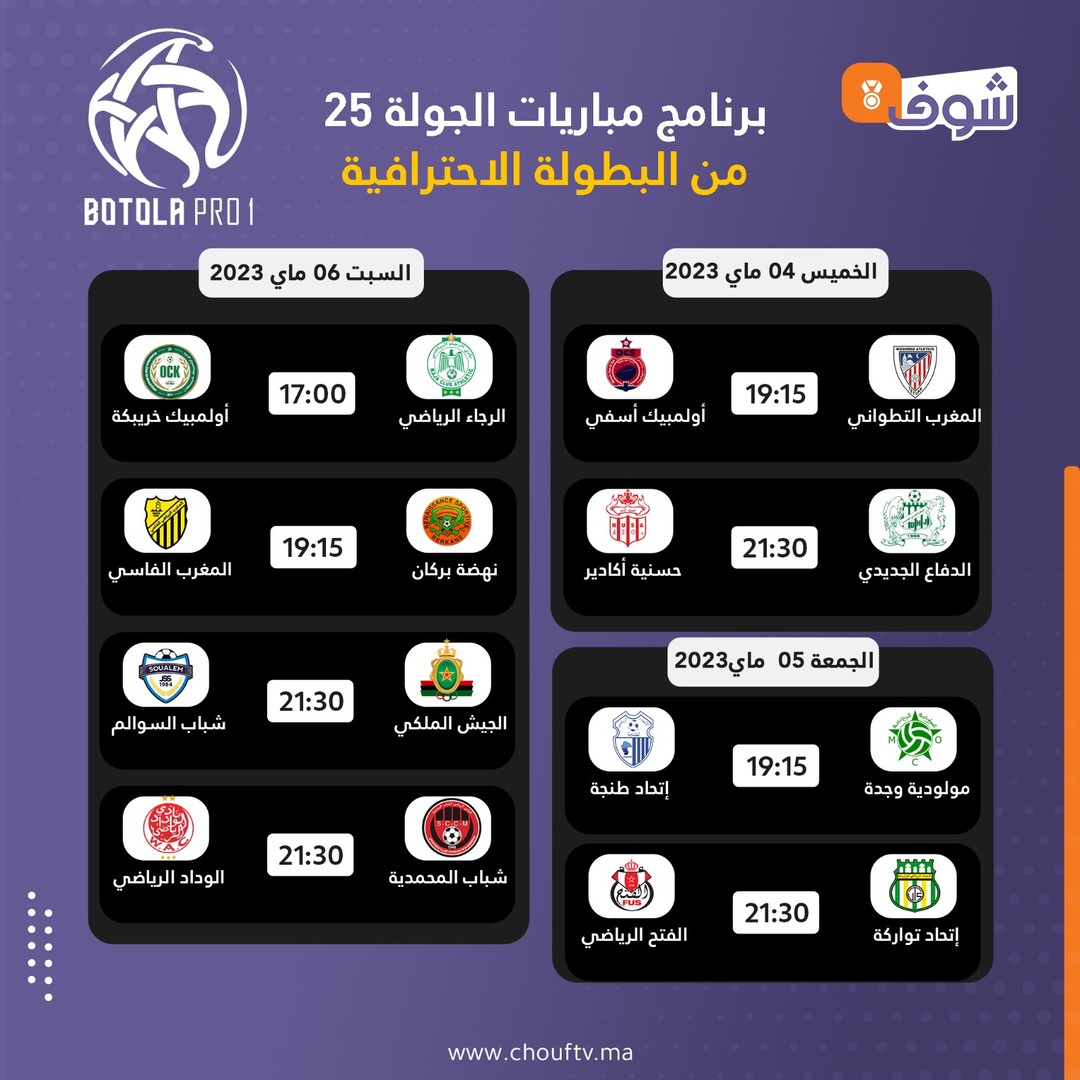 شوف
برنامج مباريات الجولة 25
من البطولة الاحترافية
BOTOLA PRO 1
الخميس 04 ماي 2023
المغرب التطواني 19:15 أولمبيك أسفي
الدفاع الجديدي 21:30 حسنية أكادير
الجمعة 05 ماي2023
مولودية وجدة 19:15 إتحاد طنجة
إتحاد تواركة 21:30 الفتح الرياضي
السبت 06 ماي 2023
الرجاء الرياضي 17:00 أولمبيك خريبكة
نهضة بركان 19:15 المغرب الفاسي
الجيش الملكي 21:30 شباب السوالم
شباب المحمدية 21:30 الوداد الرياضي
www.chouftv.ma